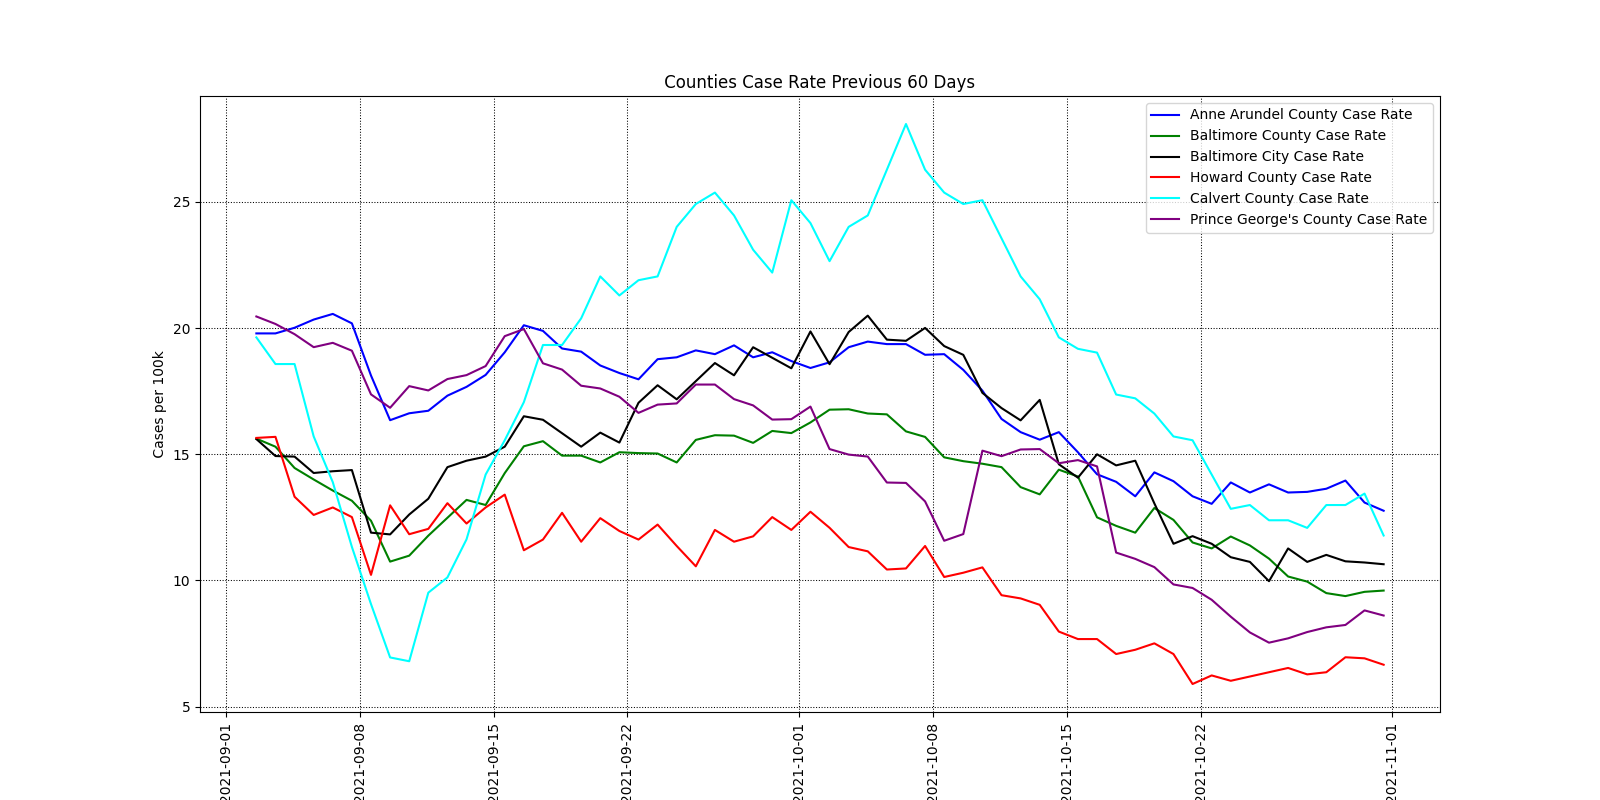 Counties Case Rate Previous 60 Days
Anne Arundel County Case Rate
Baltimore County Case Rate
Baltimore City Case Rate
Howard County Case Rate
Calvert County Case Rate
Prince George's County Case Rate
Cases per 100k
25
20
15
10
5
2021-09-01
2021-09-08
2021-09-15
2021-09-22
2021-10-01
2021-10-08
2021-10-15
2021-10-22
2021-11-01